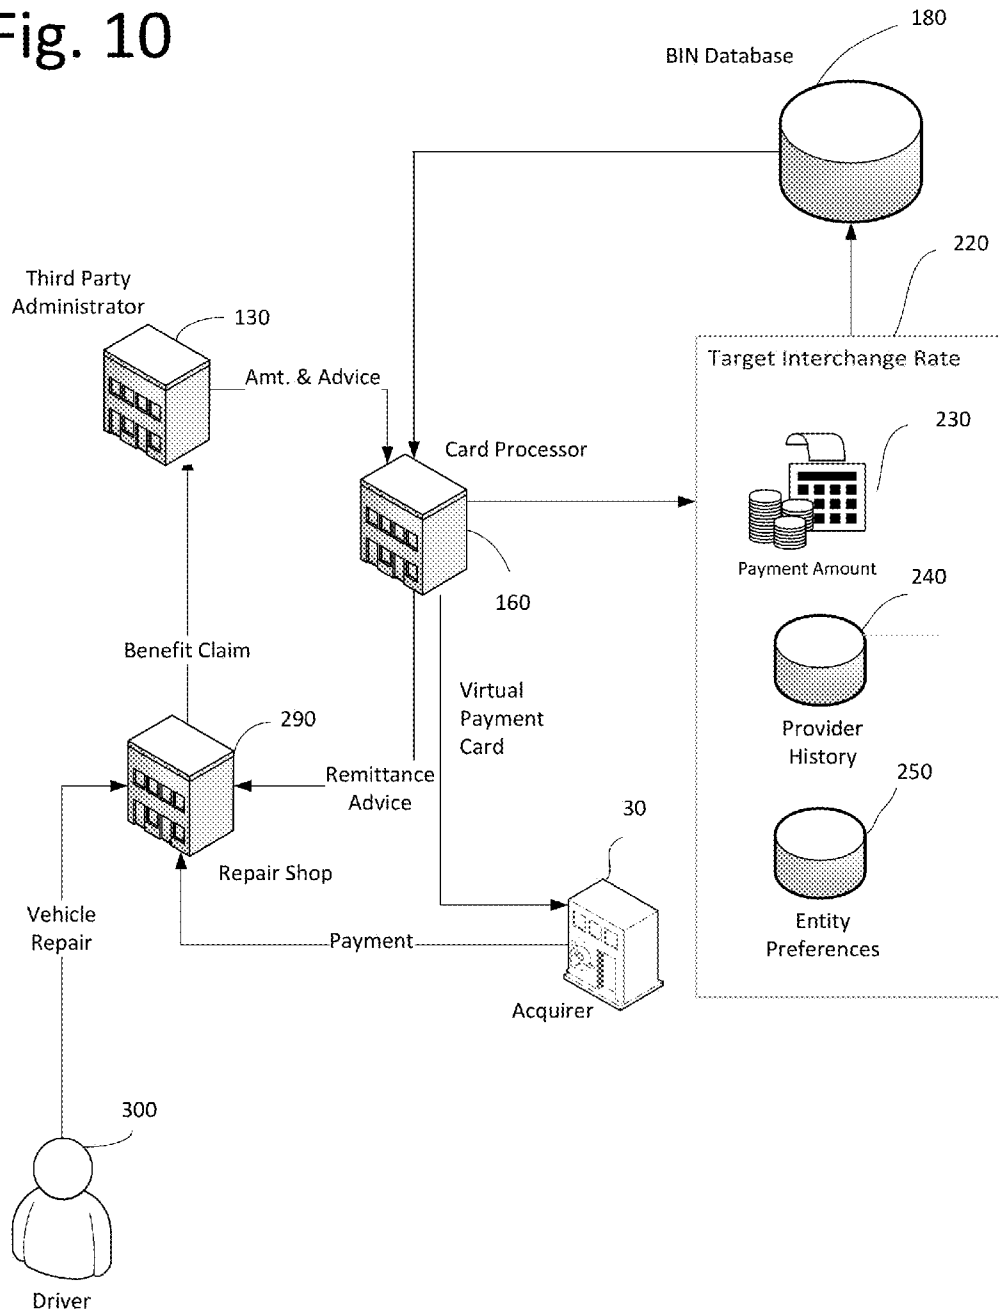 Fig. 10
180
BIN Database
220
Third Party
Administrator
130
Target Interchange Rate
Amt. & Advice
230
Card Processor
Payment Amount
240
160
Benefit Claim
Virtual
Payment
Card
290
Provider
History
Remittance
Advice
250
30
Repair Shop
Vehicle
Repair
Payment
Entity
Preferences
Acquirer
300
Driver